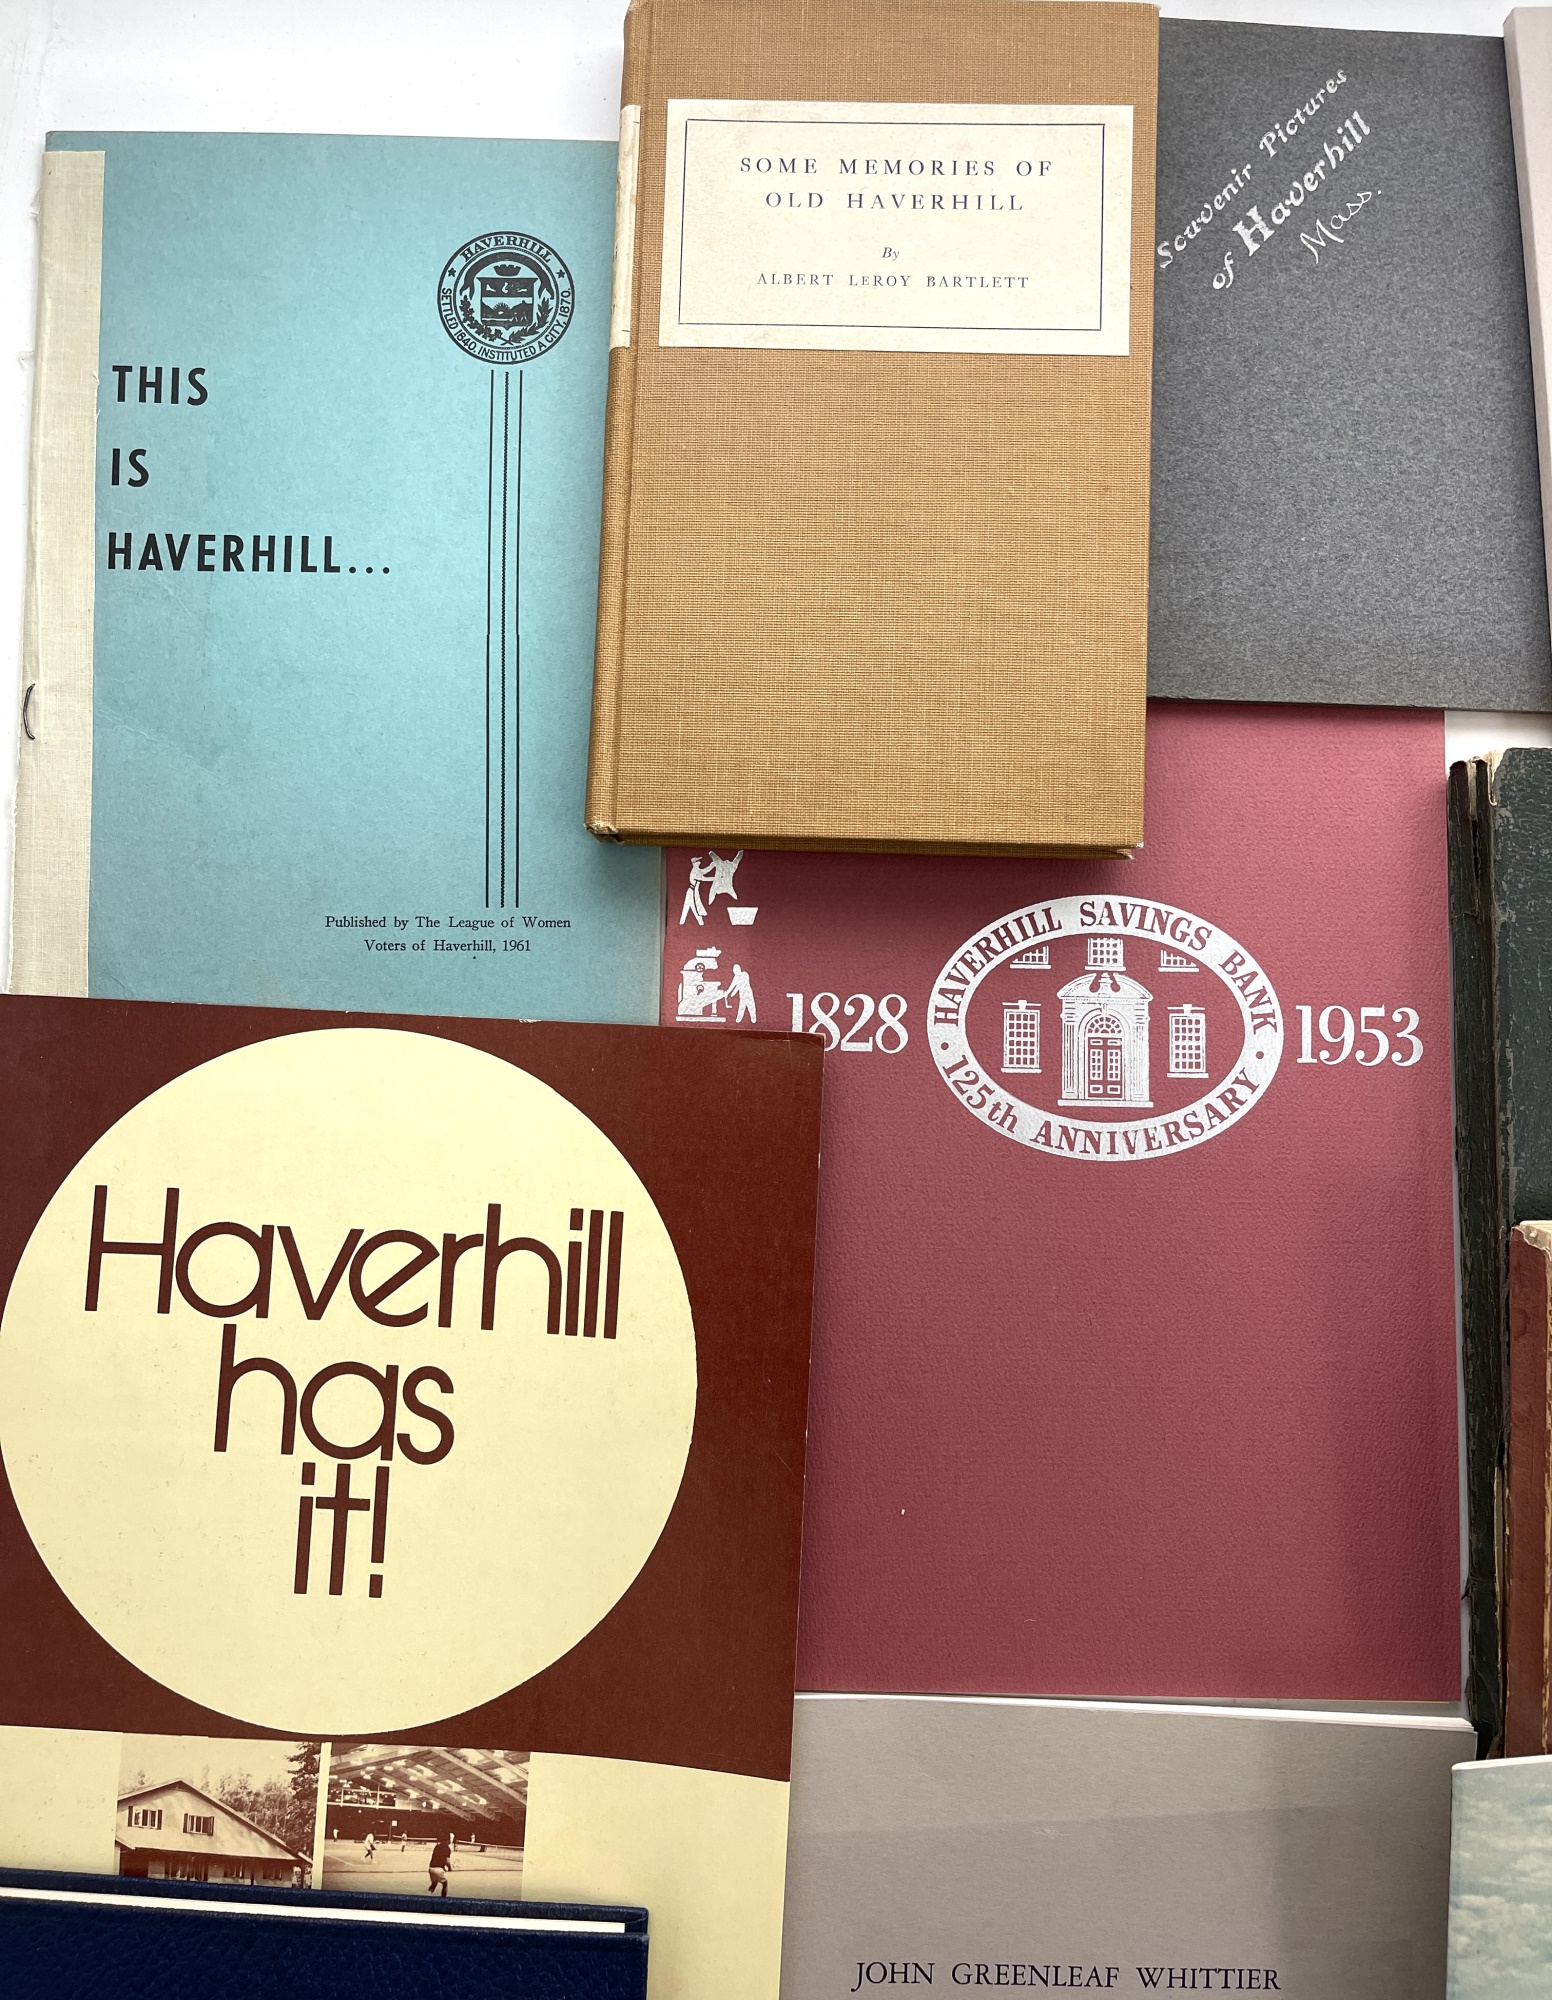 HAVERHILL
SETTLED 1640. INSTITUTED A CITY. 1870.
THIS
IS
HAVERHILL...
Published by The League of Women
Voters of Haverhill, 1961
SOME MEMORIES OF
OLD HAVERHILL
By
ALBERT LEROY BARTLETT
Souvenir Pictures
of Haverhill
Mass.
1828
HAVERHILL SAVINGS BANK
125th ANNIVERSARY
1953
Haverhill
has
it!
JOHN GREENLEAF WHITTIER